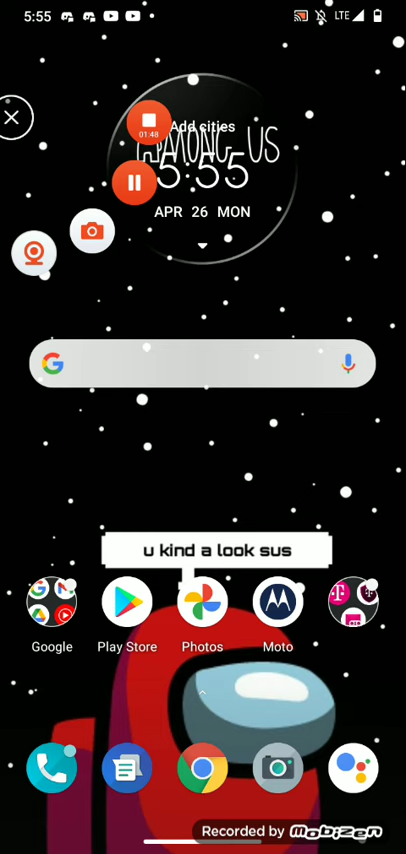 5:55
LTE
01:48
Add cities
AMONG US
5:55
APR 26 MON
u kind a look sus
Google
Play Store
Photos
Moto
Recorded by Mobizen